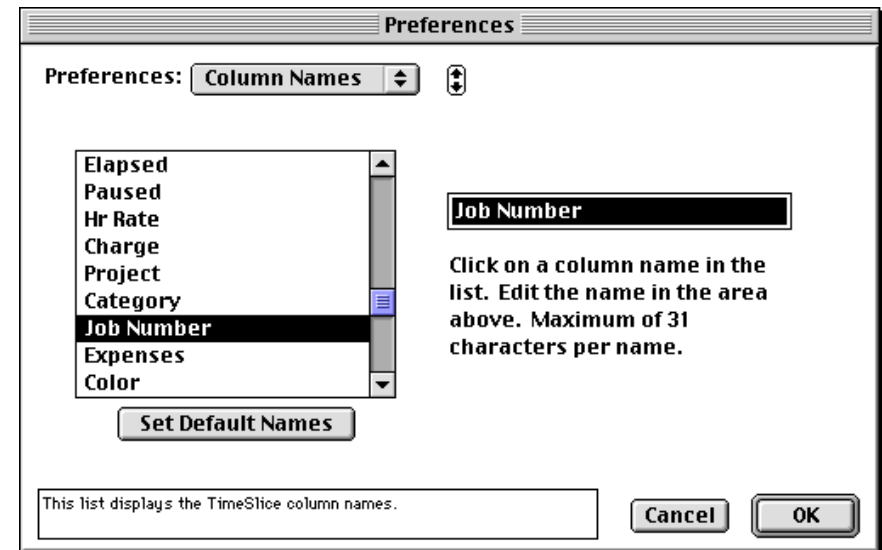 Preferences
Preferences: Column Names
Elapsed
Paused
Hr Rate
Charge
Project
Category
Job Number
Expenses
Color
Set Default Names
Job Number
Click on a column name in the
list. Edit the name in the area
above. Maximum of 31
characters per name.
This list displays the TimeSlice column names.
Cancel
OK